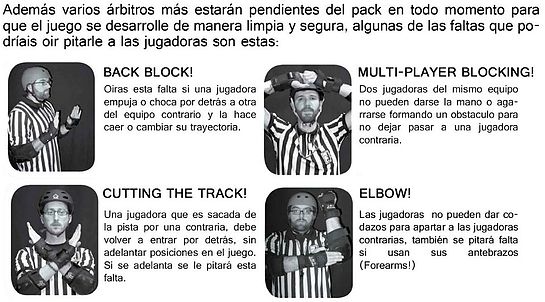 Además varios árbitros más estarán pendientes del pack en todo momento para
que el juego se desarrolle de manera limpia y segura, algunas de las faltas que po-
dríais oir pitarle a las jugadoras son estas:
BACK BLOCK!
Oiras esta falta si una jugadora
empuja o choca por detrás a otra
del equipo contrario y la hace
caer o cambiar su trayectoria.
MULTI-PLAYER BLOCKING!
Dos jugadoras del mismo equipo
no pueden darse la mano o aga-
rrarse formando un obstaculo para
no dejar pasar a una jugadora
contraria.
CUTTING THE TRACK!
Una jugadora que es sacada de
la pista por una contraria, debe
volver a entrar por detrás, sin
adelantar posiciones en el juego.
Si se adelanta se le pitará esta
falta.
ELBOW!
Las jugadoras no pueden dar co-
dazos para apartar a las jugadoras
contrarias, también se pitará falta
si usan sus antebrazos
(Forearms!)